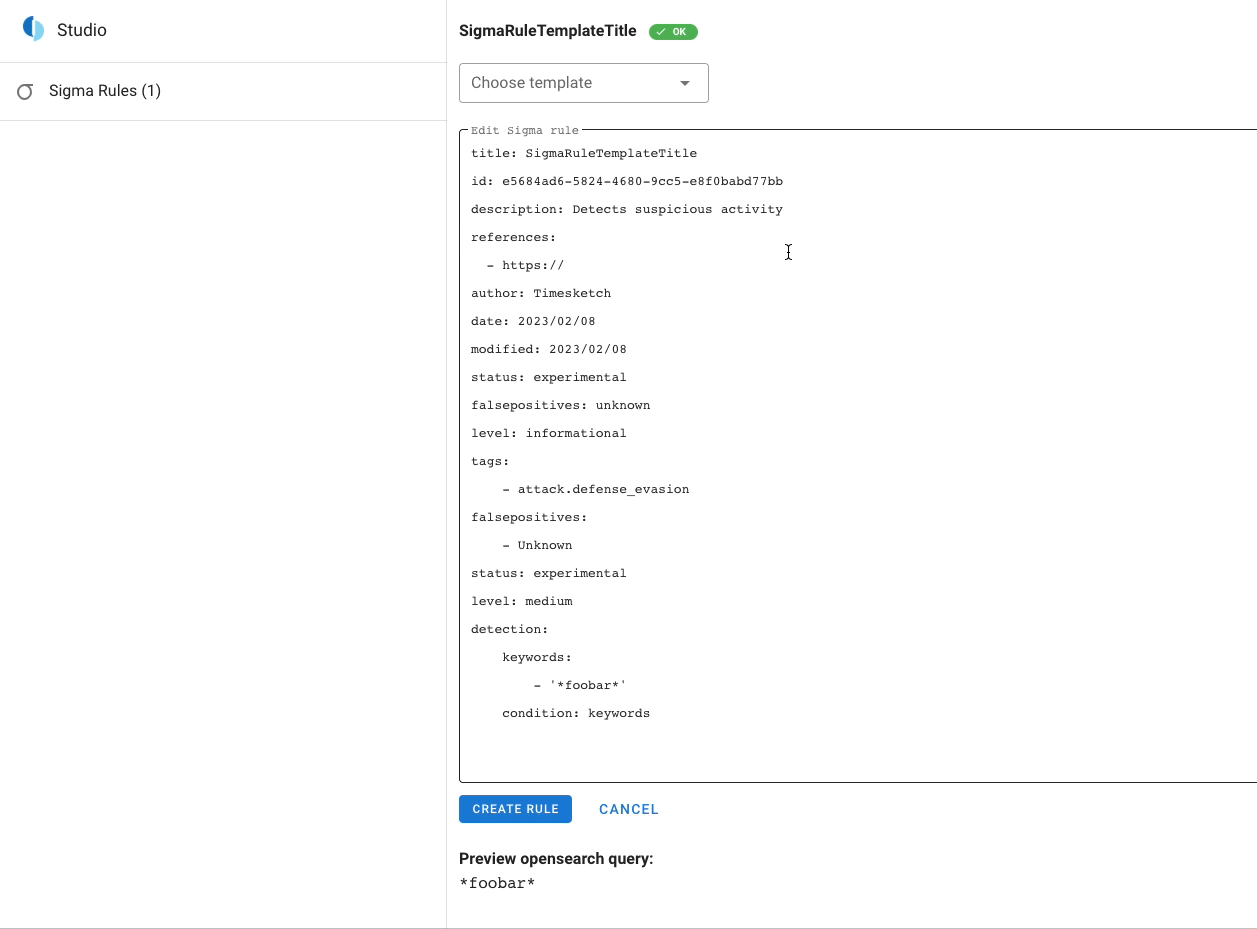 Studio
Sigma Rules (1)
SigmaRuleTemplateTitle
OK
Choose template
Edit Sigma rule
title: SigmaRuleTemplateTitle
id: e5684ad6-5824-4680-9cc5-e8f0babd77bb
description: Detects suspicious activity
references:
  - https://
author: Timesketch
date: 2023/02/08
modified: 2023/02/08
status: experimental
falsepositives: unknown
level: informational
tags:
    - attack.defense_evasion
falsepositives:
    - Unknown
status: experimental
level: medium
detection:
    keywords:
        - '*foobar*'
    condition: keywords
CREATE RULE
CANCEL
Preview opensearch query:
*foobar*